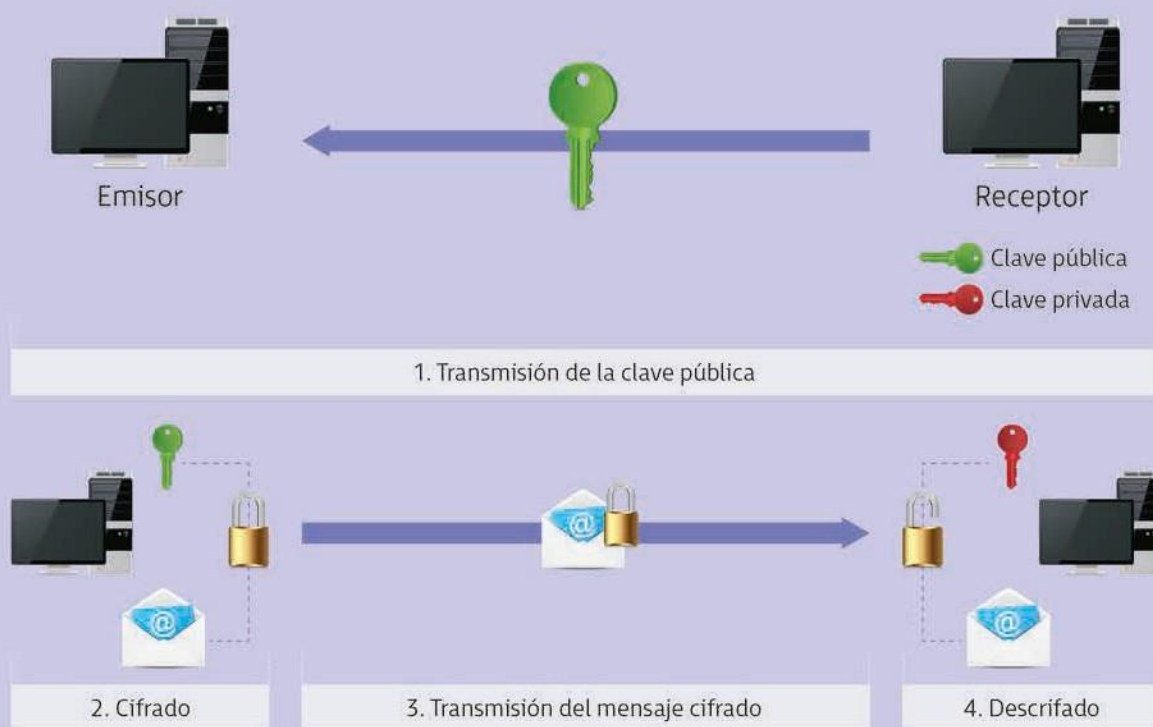 Emisor
Receptor
Clave pública
Clave privada
1. Transmisión de la clave pública
2. Cifrado
3. Transmisión del mensaje cifrado
4. Descrifado